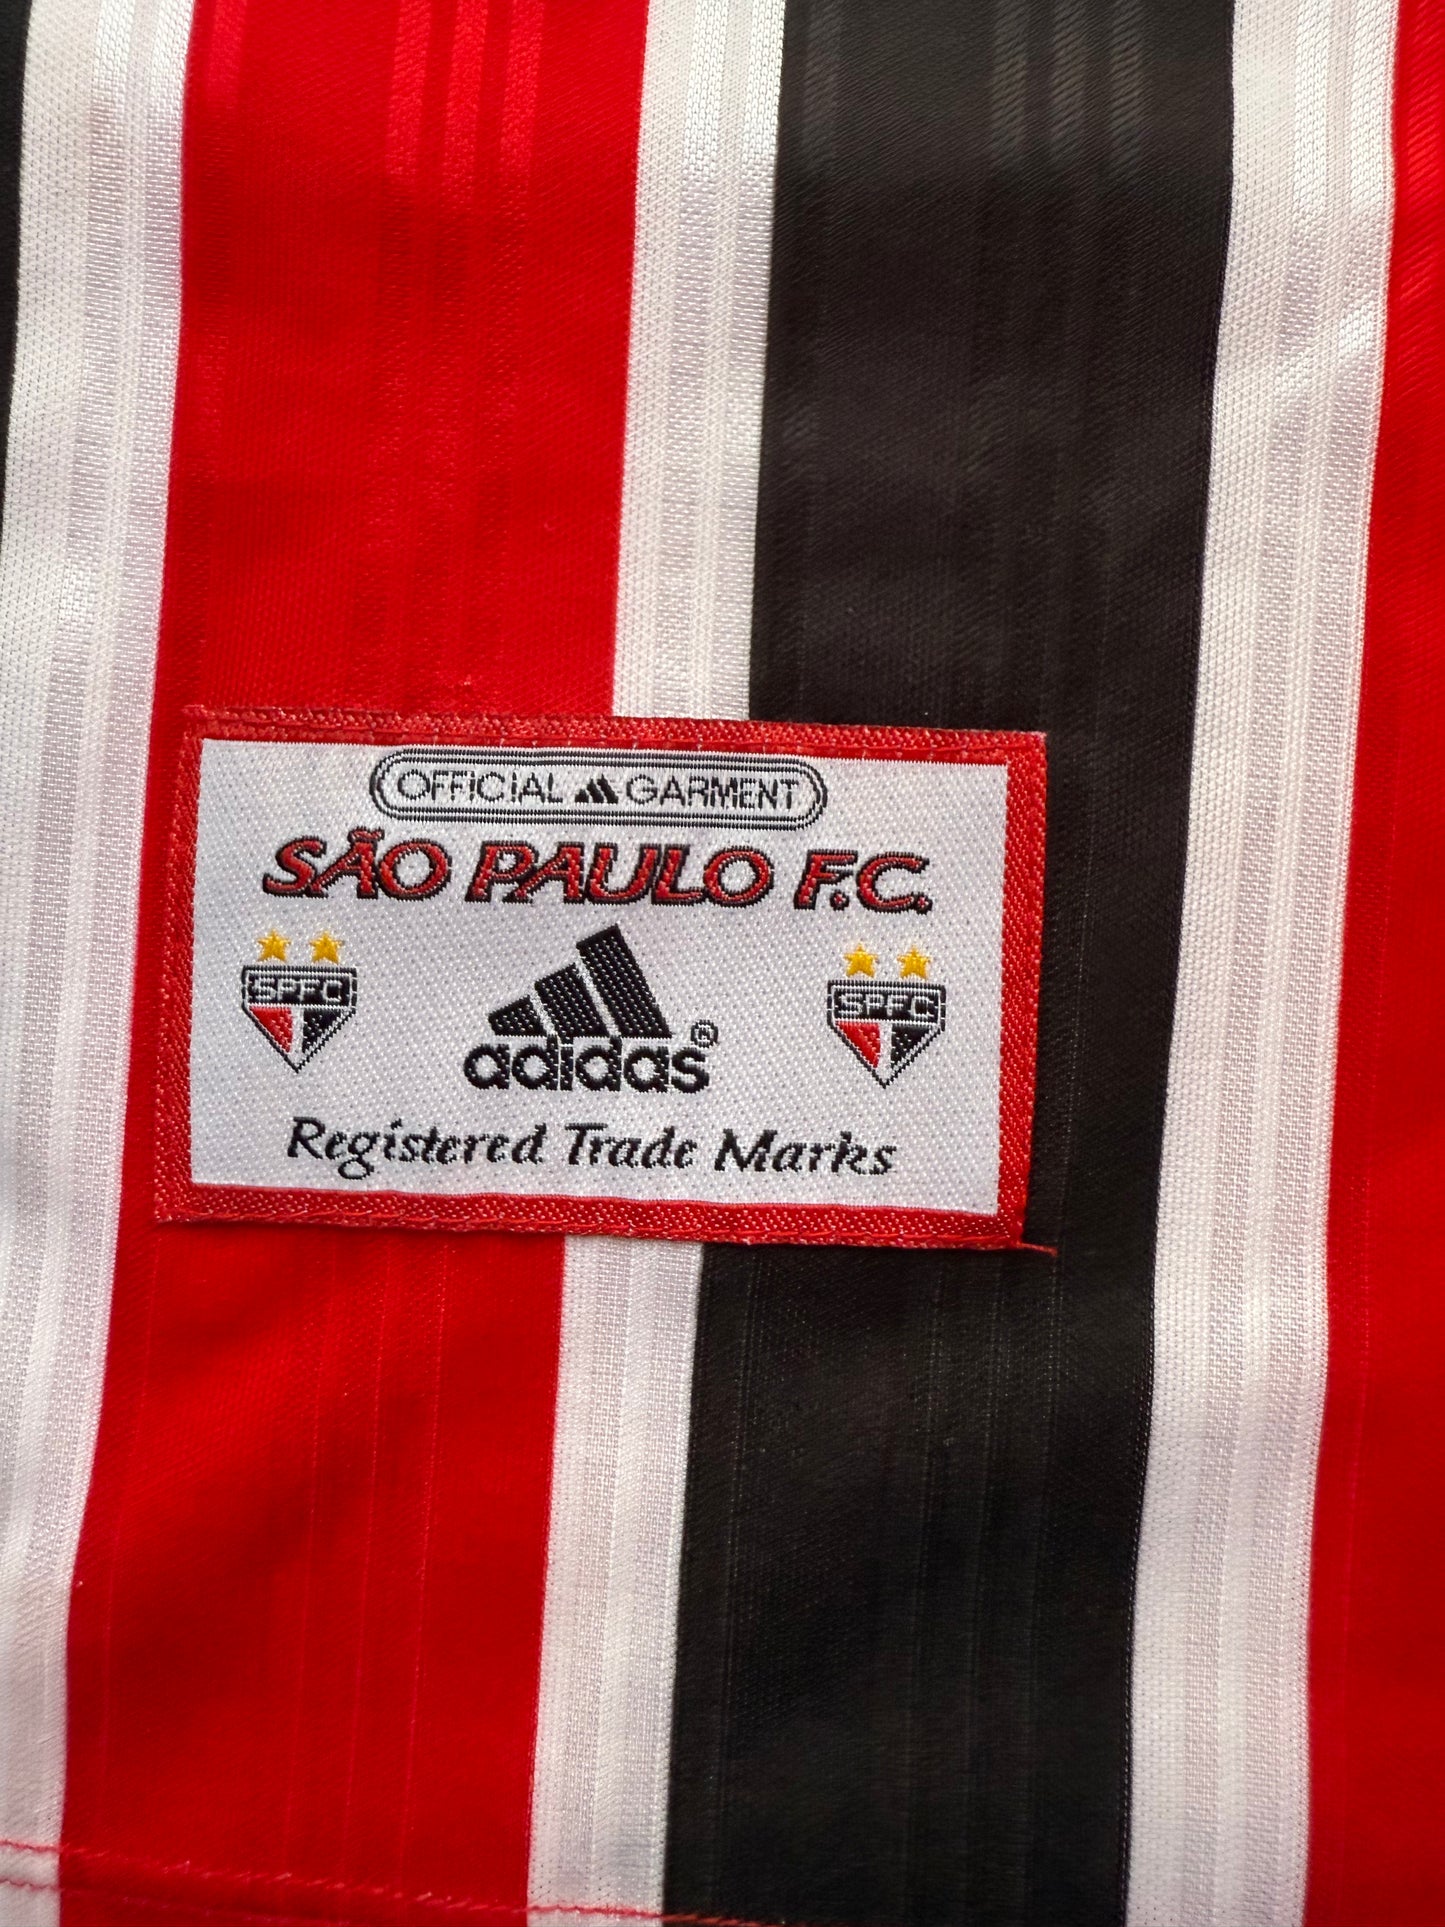 OFFICIAL GARMENT
SÃO PAULO F.C.
SPFC SPFC
adidas®
Registered Trade Marks